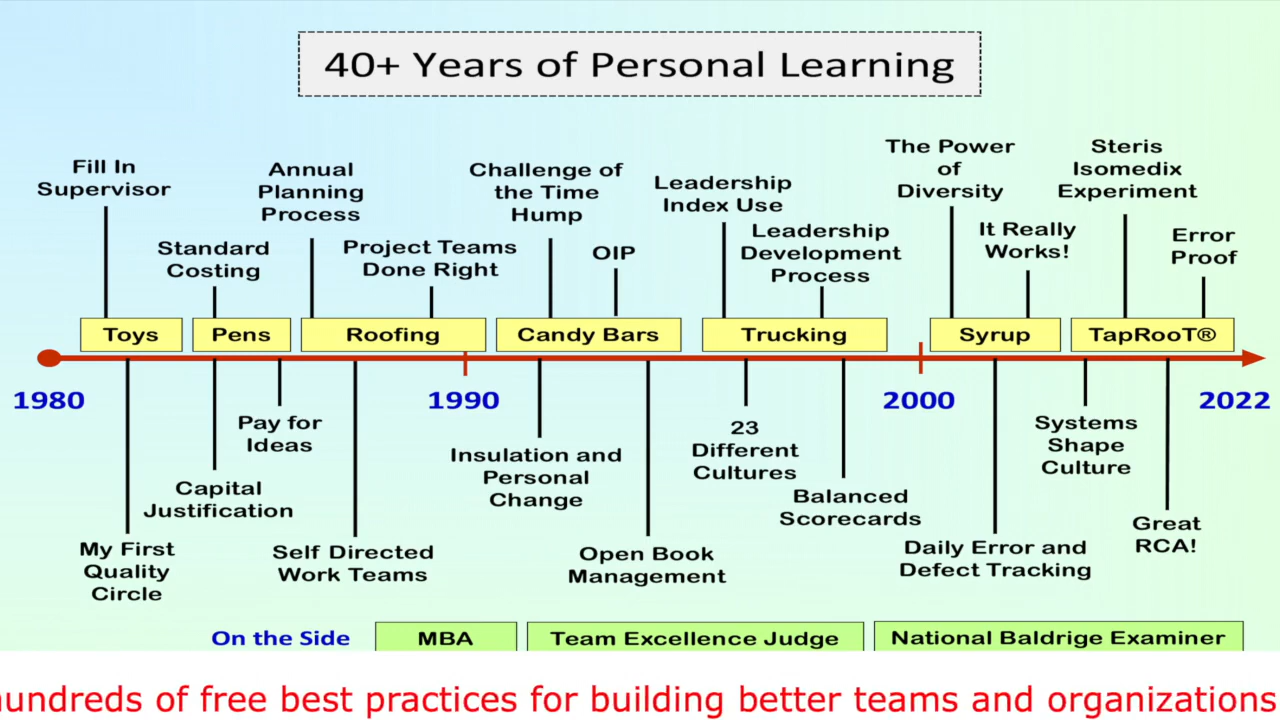 40+ Years of Personal Learning
Fill In
Supervisor
Standard
Costing
Annual
Planning
Process
Project Teams
Done Right
Challenge of
the Time
Hump
OIP
Leadership
Index Use
Leadership
Development
Process
The Power
of
Diversity
It Really
Works!
Steris
Isomedix
Experiment
Error
Proof
Toys
Pens
Roofing
Candy Bars
Trucking
Syrup
TapRooT®
1980
1990
2000
2022
My First
Quality
Circle
Capital
Justification
Pay for
Ideas
Self Directed
Work Teams
Insulation and
Personal
Change
Open Book
Management
23
Different
Cultures
Balanced
Scorecards
Daily Error and
Defect Tracking
Systems
Shape
Culture
Great
RCA!
On the Side
MBA
Team Excellence Judge
National Baldrige Examiner
hundreds of free best practices for building better teams and organizations